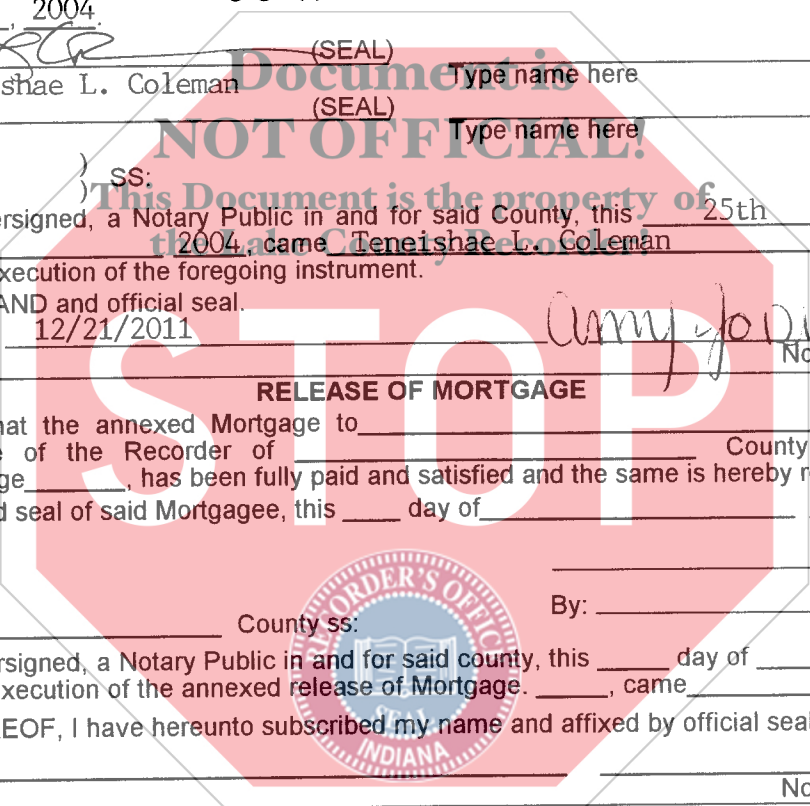 , 2004.
(SEAL)
shae L. Coleman
Type name here
(SEAL)
Type name here
Document is
NOT OFFICIAL!
This Document is the property of
the Lake County Recorder!
) SS:
)
ersigned, a Notary Public in and for said County, this 25th
2004, came Teneishae L. Coleman
xecution of the foregoing instrument.
AND and official seal.
12/21/2011
Amy Jo
No
STOP
RELEASE OF MORTGAGE
hat the annexed Mortgage to
e of the Recorder of County
ge , has been fully paid and satisfied and the same is hereby r
d seal of said Mortgagee, this day of
By:
County ss:
rsigned, a Notary Public in and for said county, this day of
xecution of the annexed release of Mortgage. , came
EOF, I have hereunto subscribed my name and affixed by official seal
No
RECORDER'S OFFICE
SEAL
INDIANA